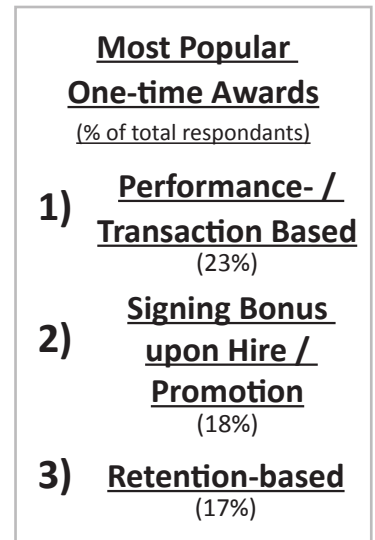 Most Popular
One-time Awards
(% of total respondants)
1) Performance- /
Transaction Based
(23%)
2) Signing Bonus
upon Hire /
Promotion
(18%)
3) Retention-based
(17%)